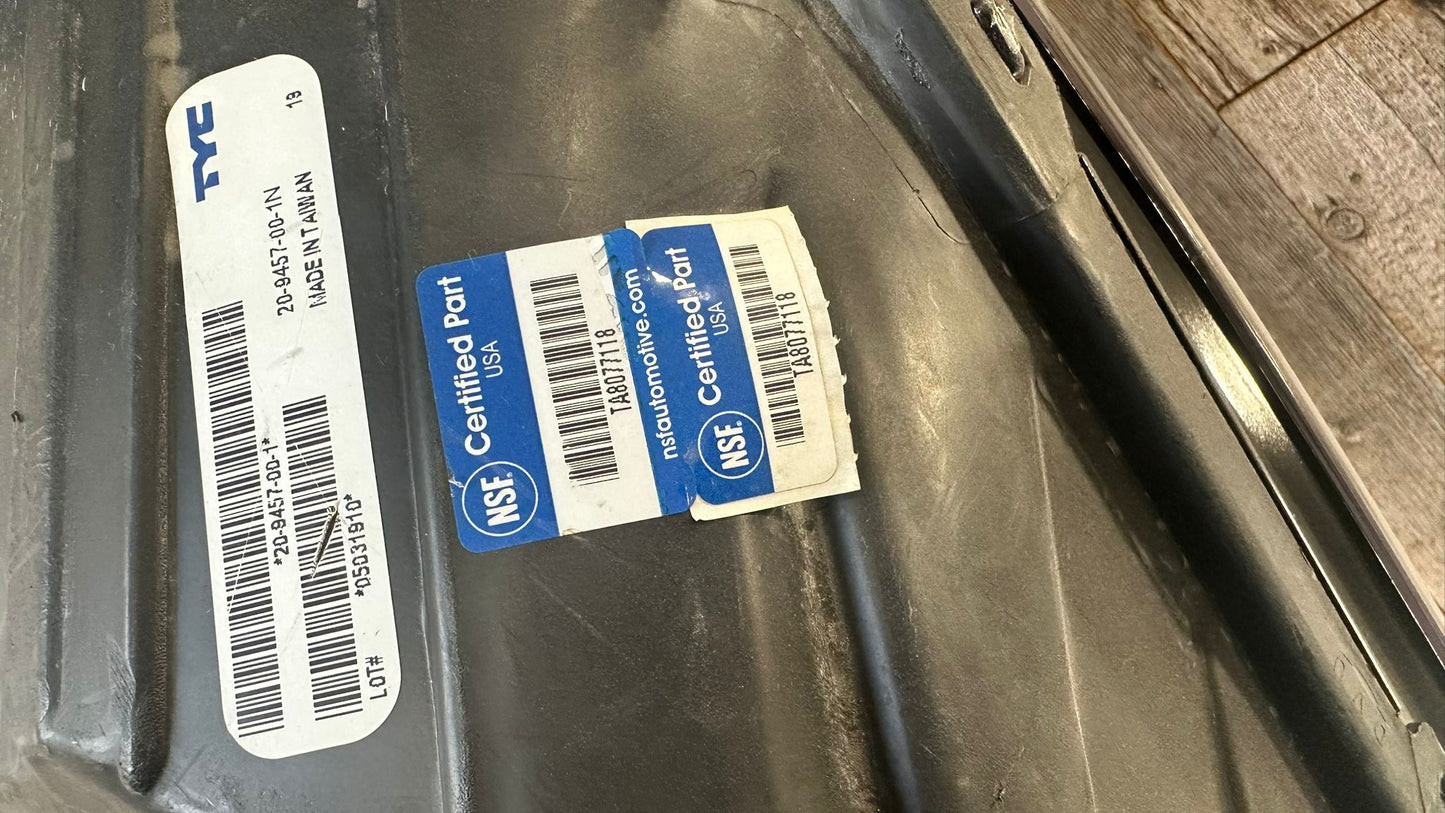 TYC
19
20-9457-00-1N
MADE IN TAIWAN
*20-9457-00-1*
*05031910*
LOT#
NSF. Certified Part
USA
TA8077118
nsfautomotive.com
NSF. Certified Part
USA
TA8077118